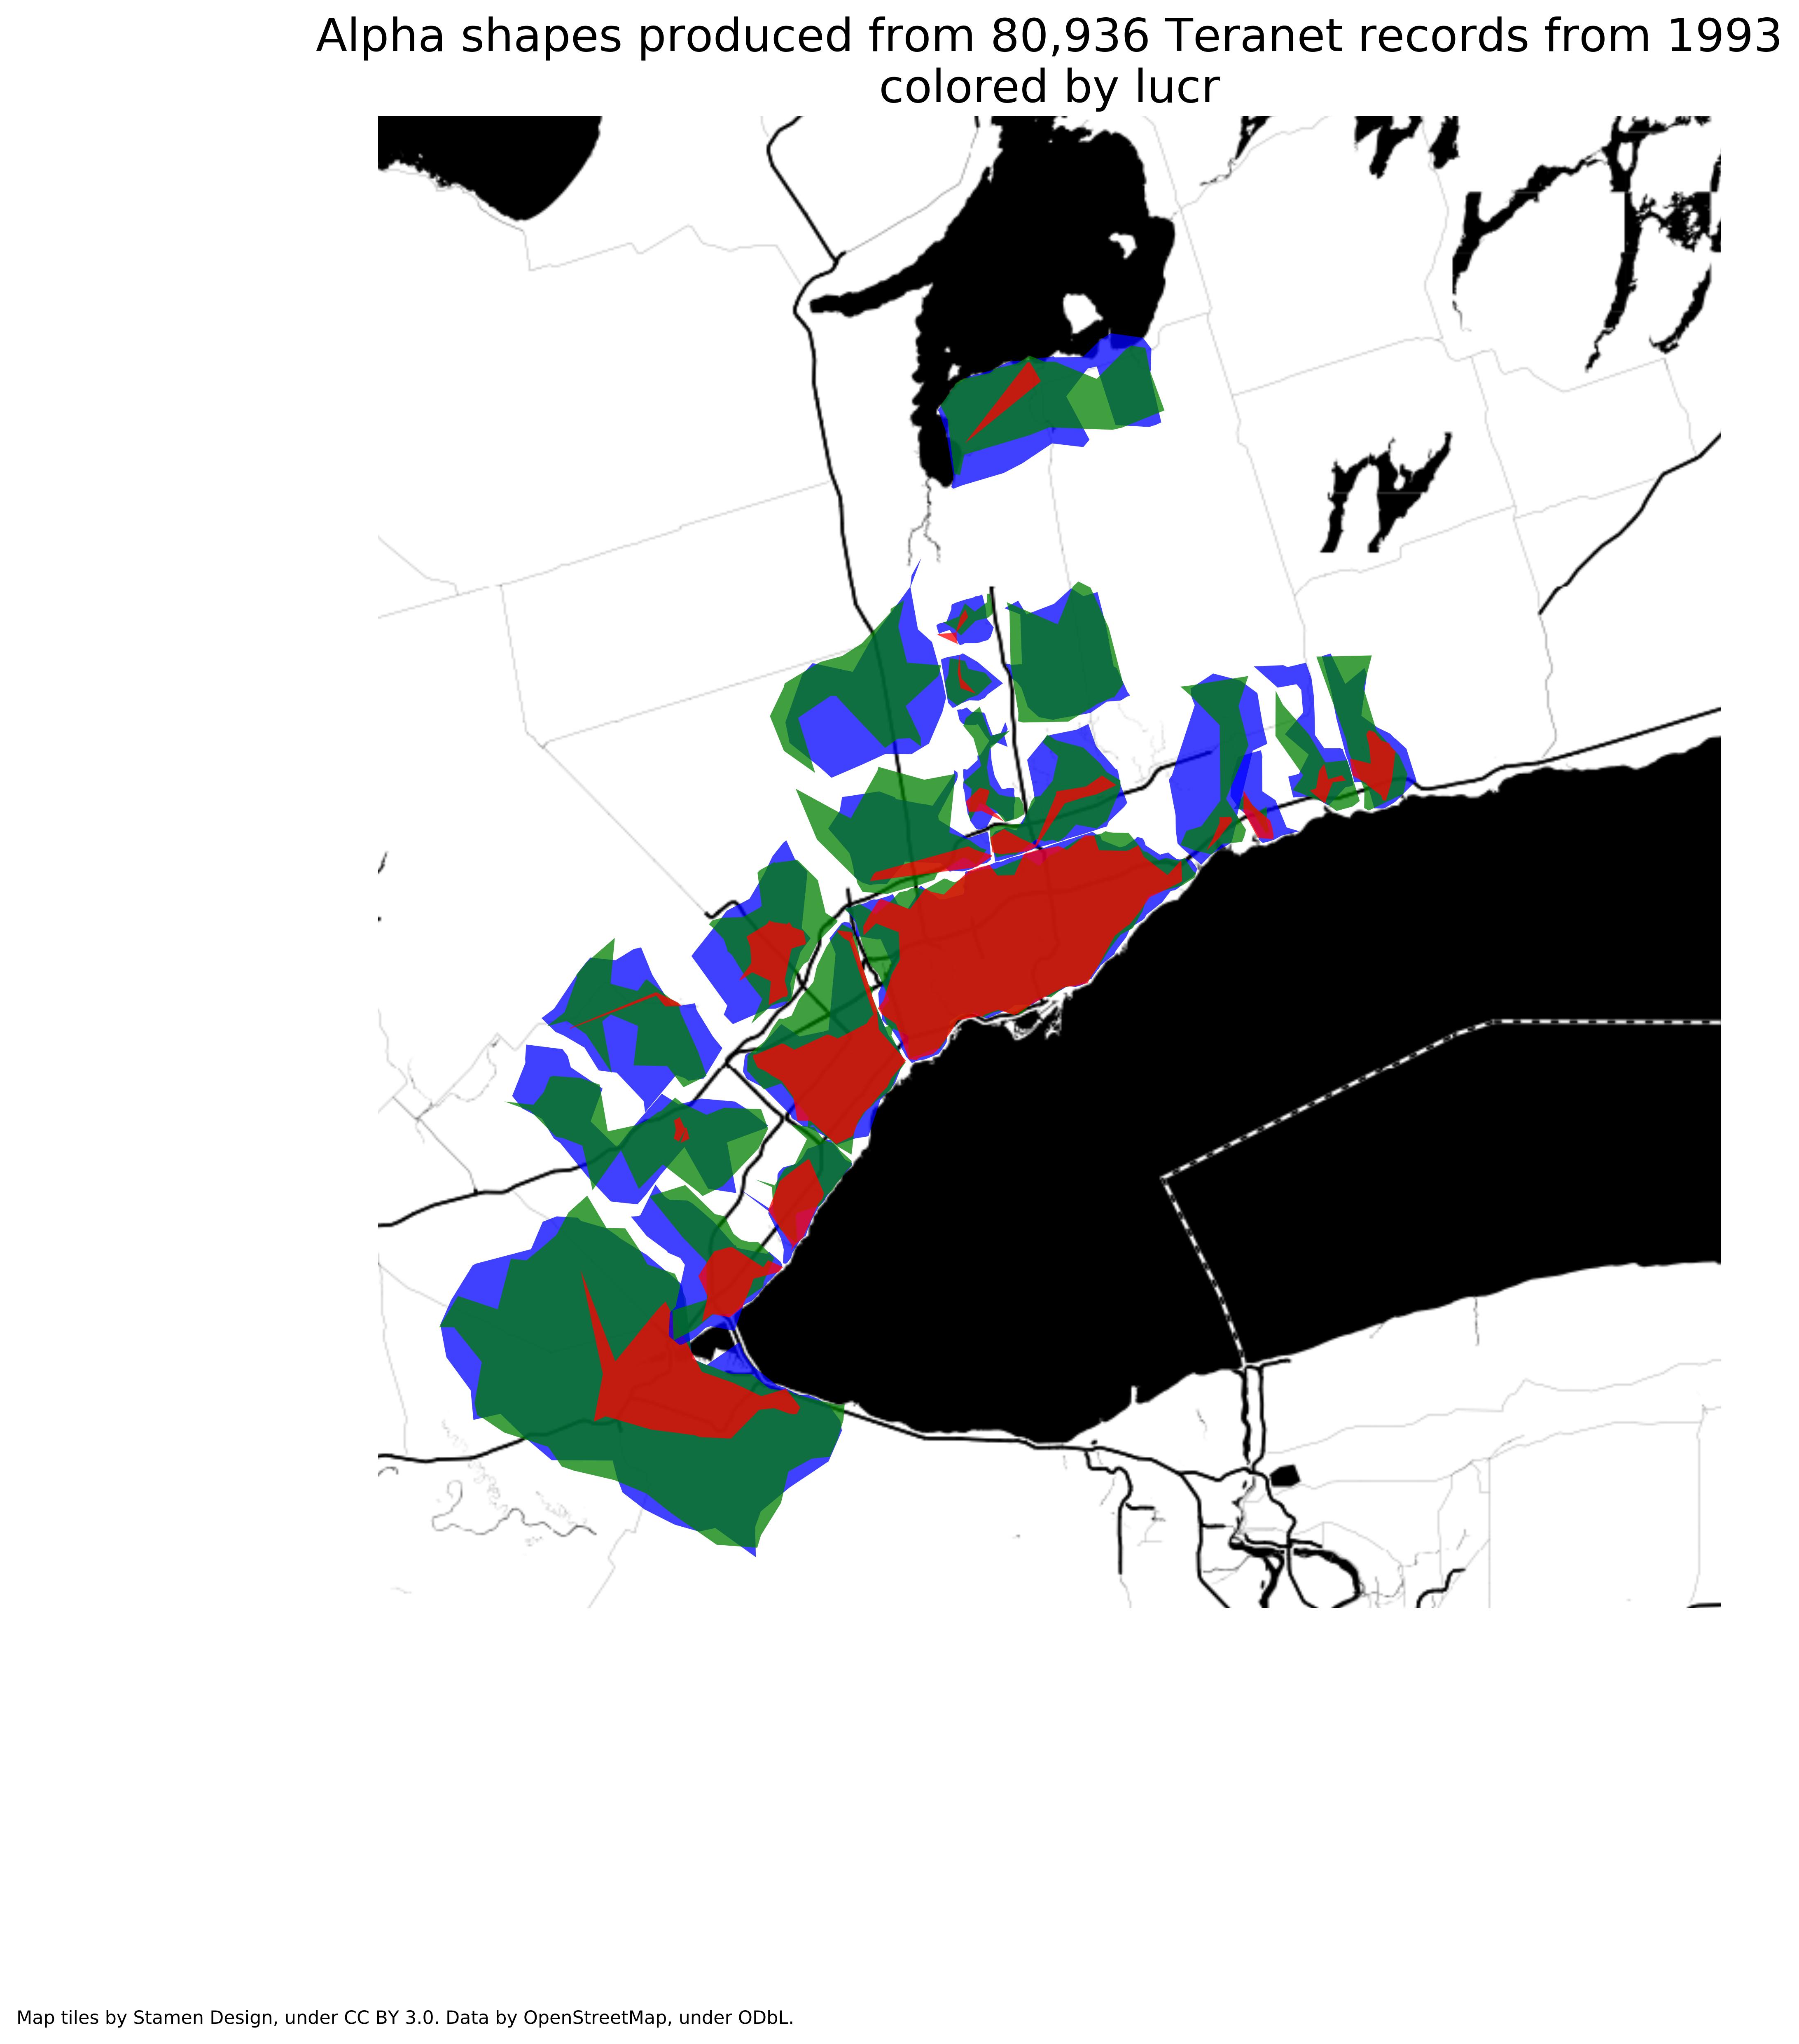 Alpha shapes produced from 80,936 Teranet records from 1993
colored by lucr
Map tiles by Stamen Design, under CC BY 3.0. Data by OpenStreetMap, under ODbL.